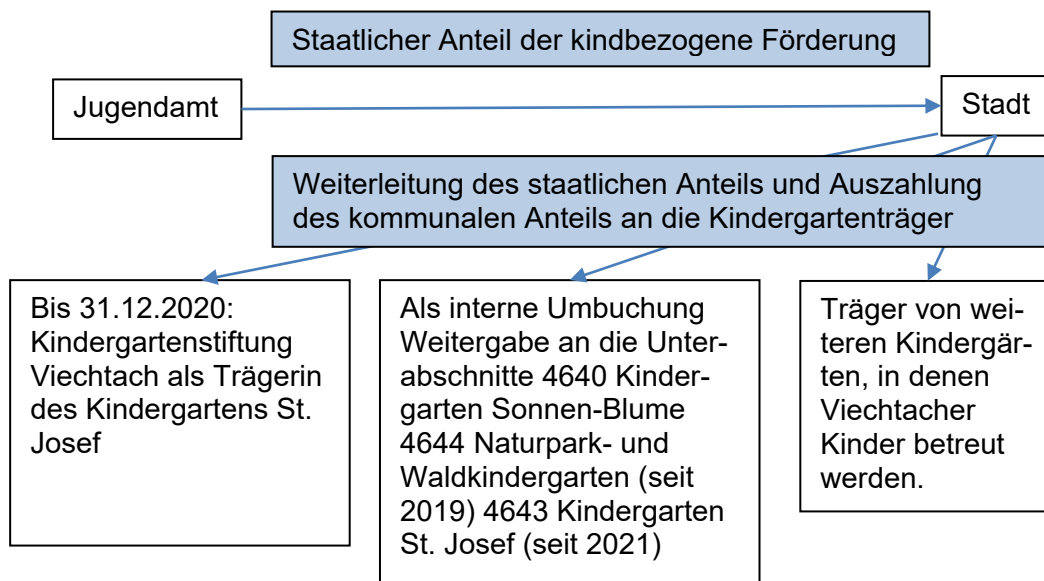 Staatlicher Anteil der kindbezogene Förderung
Jugendamt
Stadt
Weiterleitung des staatlichen Anteils und Auszahlung
des kommunalen Anteils an die Kindergartenträger
Bis 31.12.2020:
Kindergartenstiftung
Viechtach als Trägerin
des Kindergartens St.
Josef
Als interne Umbuchung
Weitergabe an die Unter-
abschnitte 4640 Kinder-
garten Sonnen-Blume
4644 Naturpark- und
Waldkindergarten (seit
2019) 4643 Kindergarten
St. Josef (seit 2021)
Träger von wei-
teren Kindergär-
ten, in denen
Viechtacher
Kinder betreut
werden.